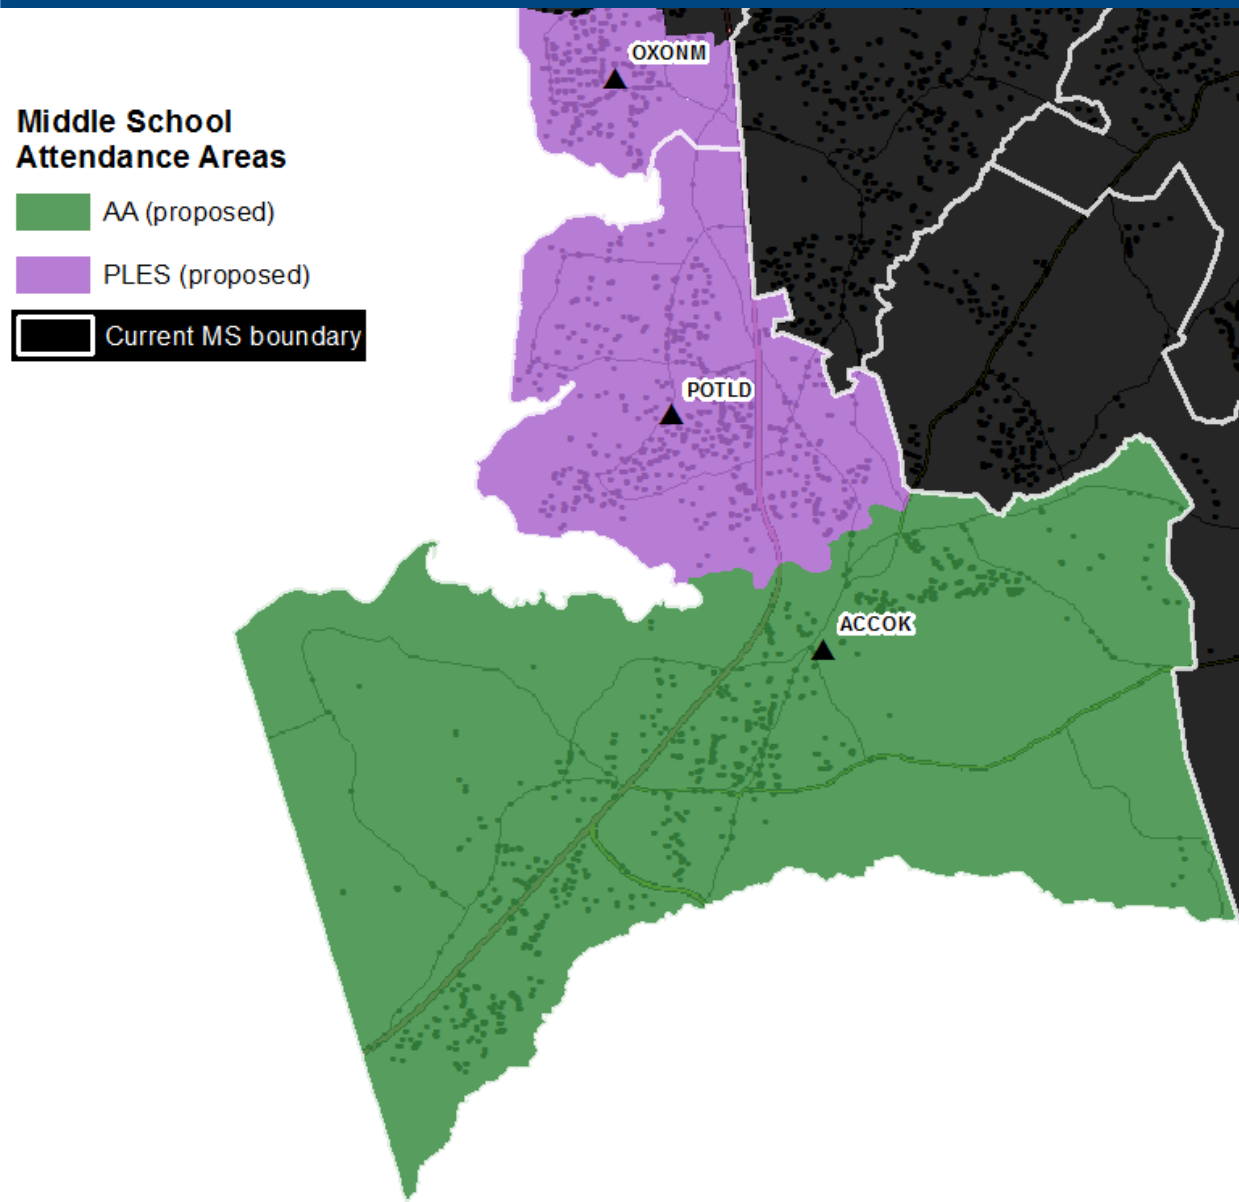 OXONM
Middle School
Attendance Areas
AA (proposed)
PLES (proposed)
Current MS boundary
POTLD
ACCOK